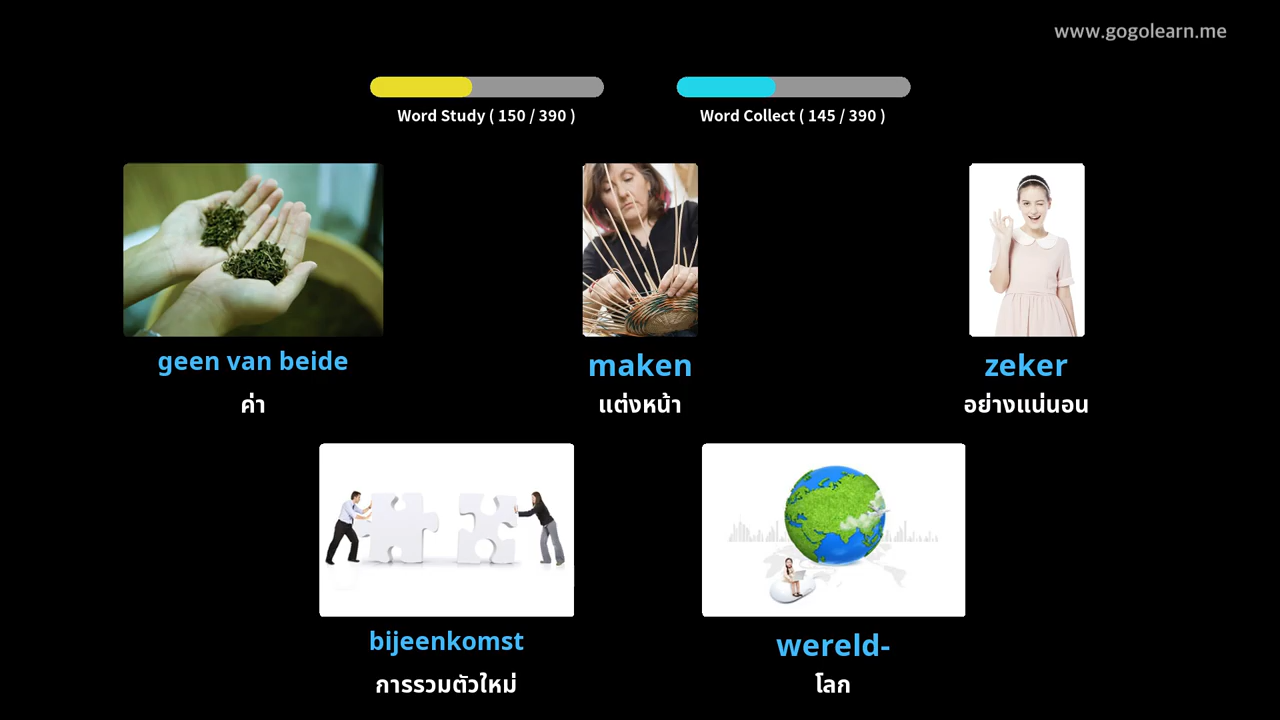 www.gogolearn.me
Word Study ( 150 / 390 )
Word Collect ( 145 / 390 )
geen van beide
ค่า
maken
แต่งหน้า
zeker
อย่างแน่นอน
bijeenkomst
การรวมตัวใหม่
wereld-
โลก